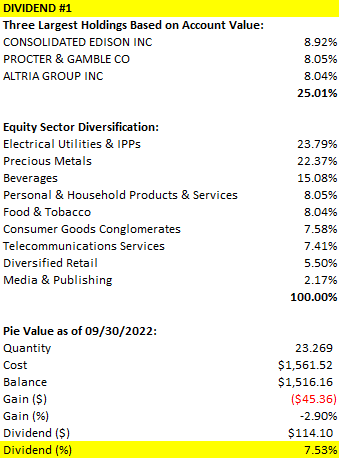 DIVIDEND #1
Three Largest Holdings Based on Account Value:
CONSOLIDATED EDISON INC 8.92%
PROCTER & GAMBLE CO 8.05%
ALTRIA GROUP INC 8.04%
25.01%
Equity Sector Diversification:
Electrical Utilities & IPPs 23.79%
Precious Metals 22.37%
Beverages 15.08%
Personal & Household Products & Services 8.05%
Food & Tobacco 8.04%
Consumer Goods Conglomerates 7.58%
Telecommunications Services 7.41%
Diversified Retail 5.50%
Media & Publishing 2.17%
100.00%
Pie Value as of 09/30/2022:
Quantity 23.269
Cost $1,561.52
Balance $1,516.16
Gain ($) ($45.36)
Gain (%) -2.90%
Dividend ($) $114.10
Dividend (%) 7.53%